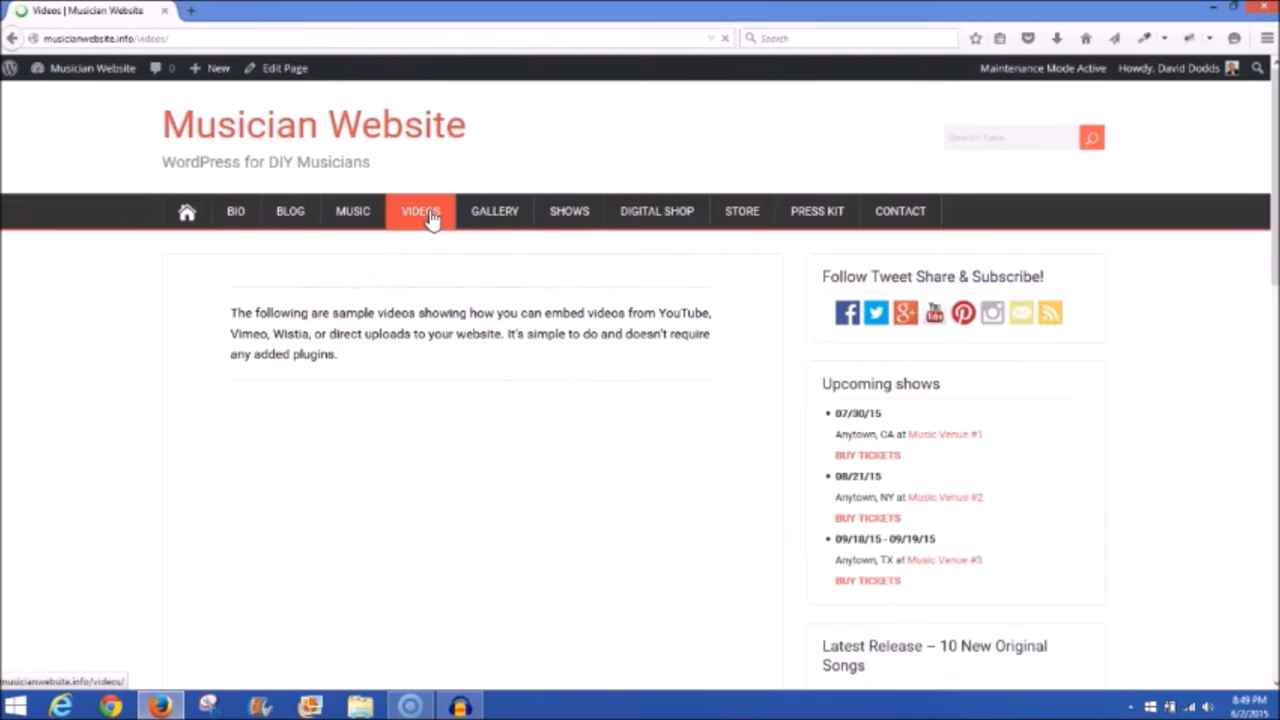 Videos | Musician Website
musicianwebsite.info/videos/
Search
Musician Website
0
New
Edit Page
Maintenance Mode Active
Howdy, David Dodds
Musician Website
WordPress for DIY Musicians
Search here
BIO
BLOG
MUSIC
VIDEOS
GALLERY
SHOWS
DIGITAL SHOP
STORE
PRESS KIT
CONTACT
The following are sample videos showing how you can embed videos from YouTube,
Vimeo, Wistia, or direct uploads to your website. It's simple to do and doesn't require
any added plugins.
Follow Tweet Share & Subscribe!
You
Tube
Upcoming shows
07/30/15
Anytown, CA at Music Venue #1
BUY TICKETS
08/21/15
Anytown, NY at Music Venue #2
BUY TICKETS
09/18/15 - 09/19/15
Anytown, TX at Music Venue #3
BUY TICKETS
Latest Release – 10 New Original
Songs
musicianwebsite.info/videos/
8:49 PM
6/2/2015